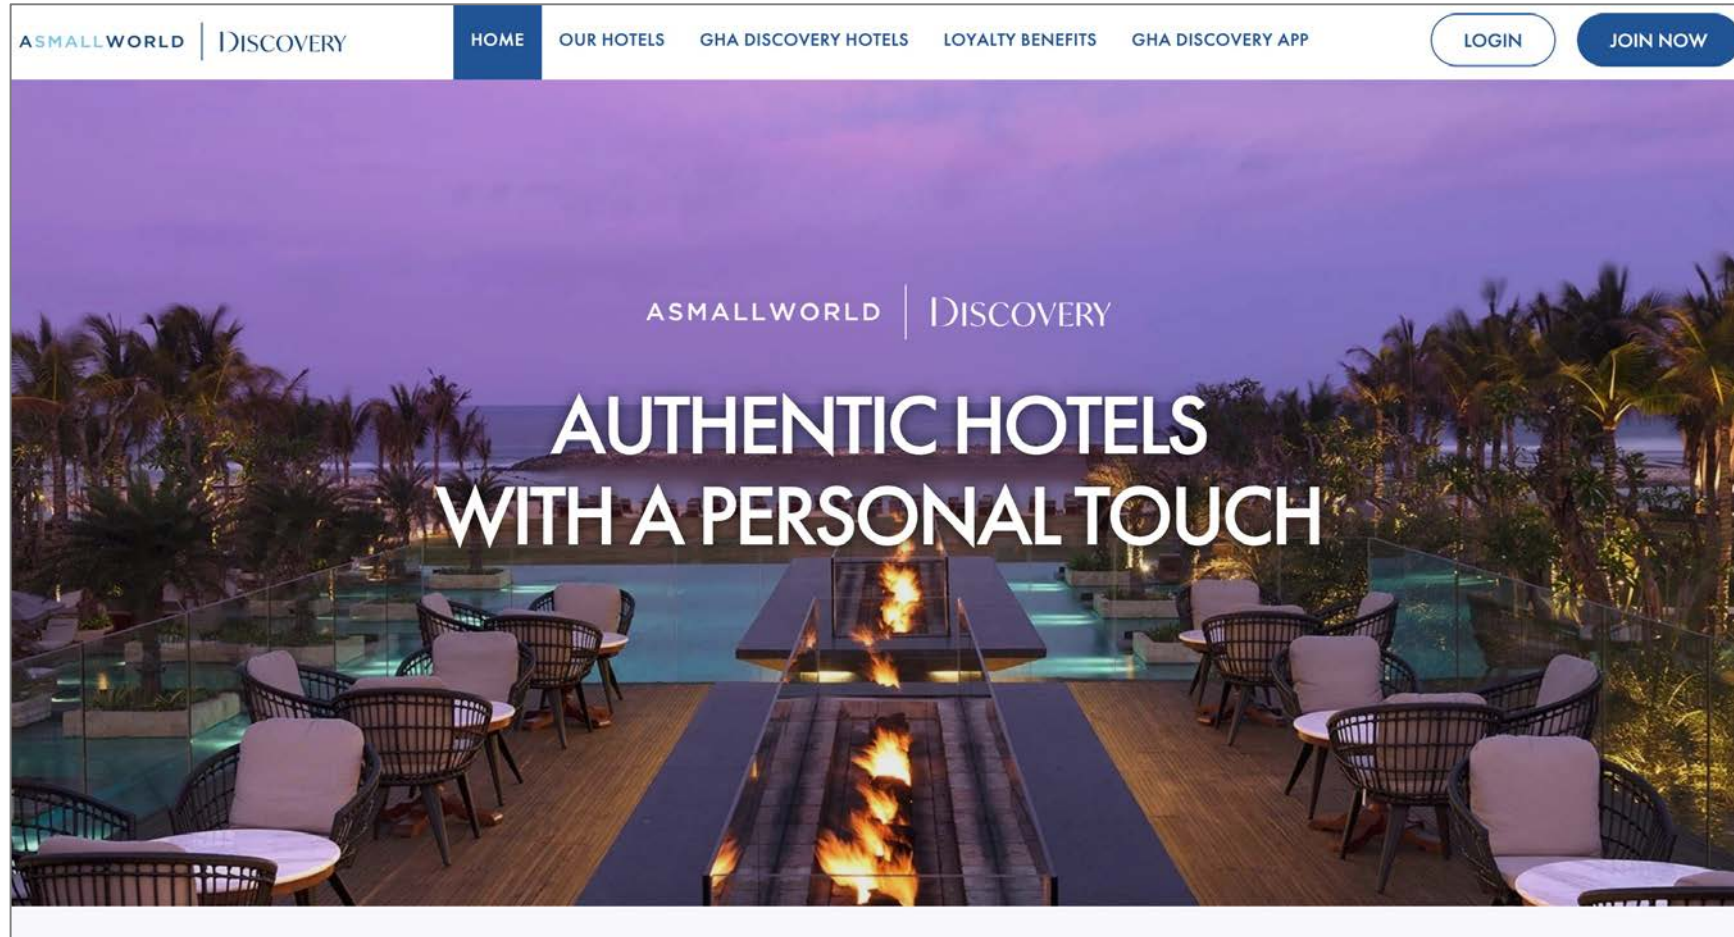 ASMALLWORLD | DISCOVERY
HOME
OUR HOTELS
GHA DISCOVERY HOTELS
LOYALTY BENEFITS
GHA DISCOVERY APP
LOGIN
JOIN NOW
ASMALLWORLD | DISCOVERY
AUTHENTIC HOTELS
WITH A PERSONAL TOUCH